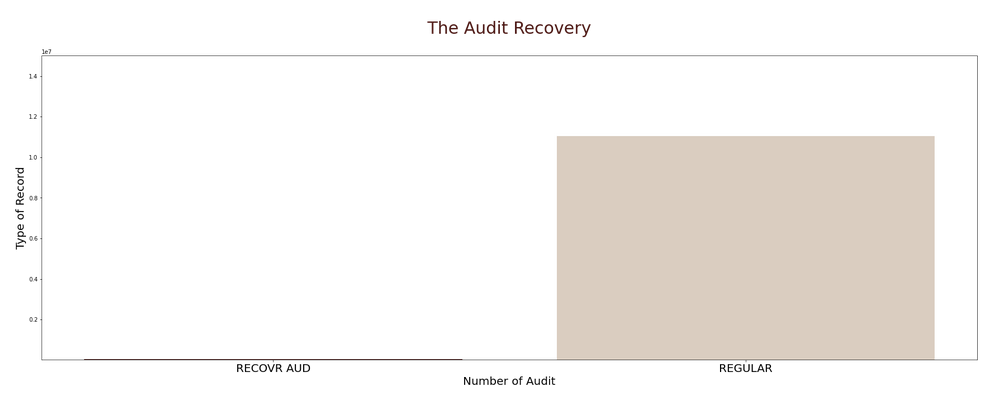 The Audit Recovery
1e7
1.4
1.2
1.0
0.8
0.6
0.4
0.2
Type of Record
RECOVR AUD
REGULAR
Number of Audit